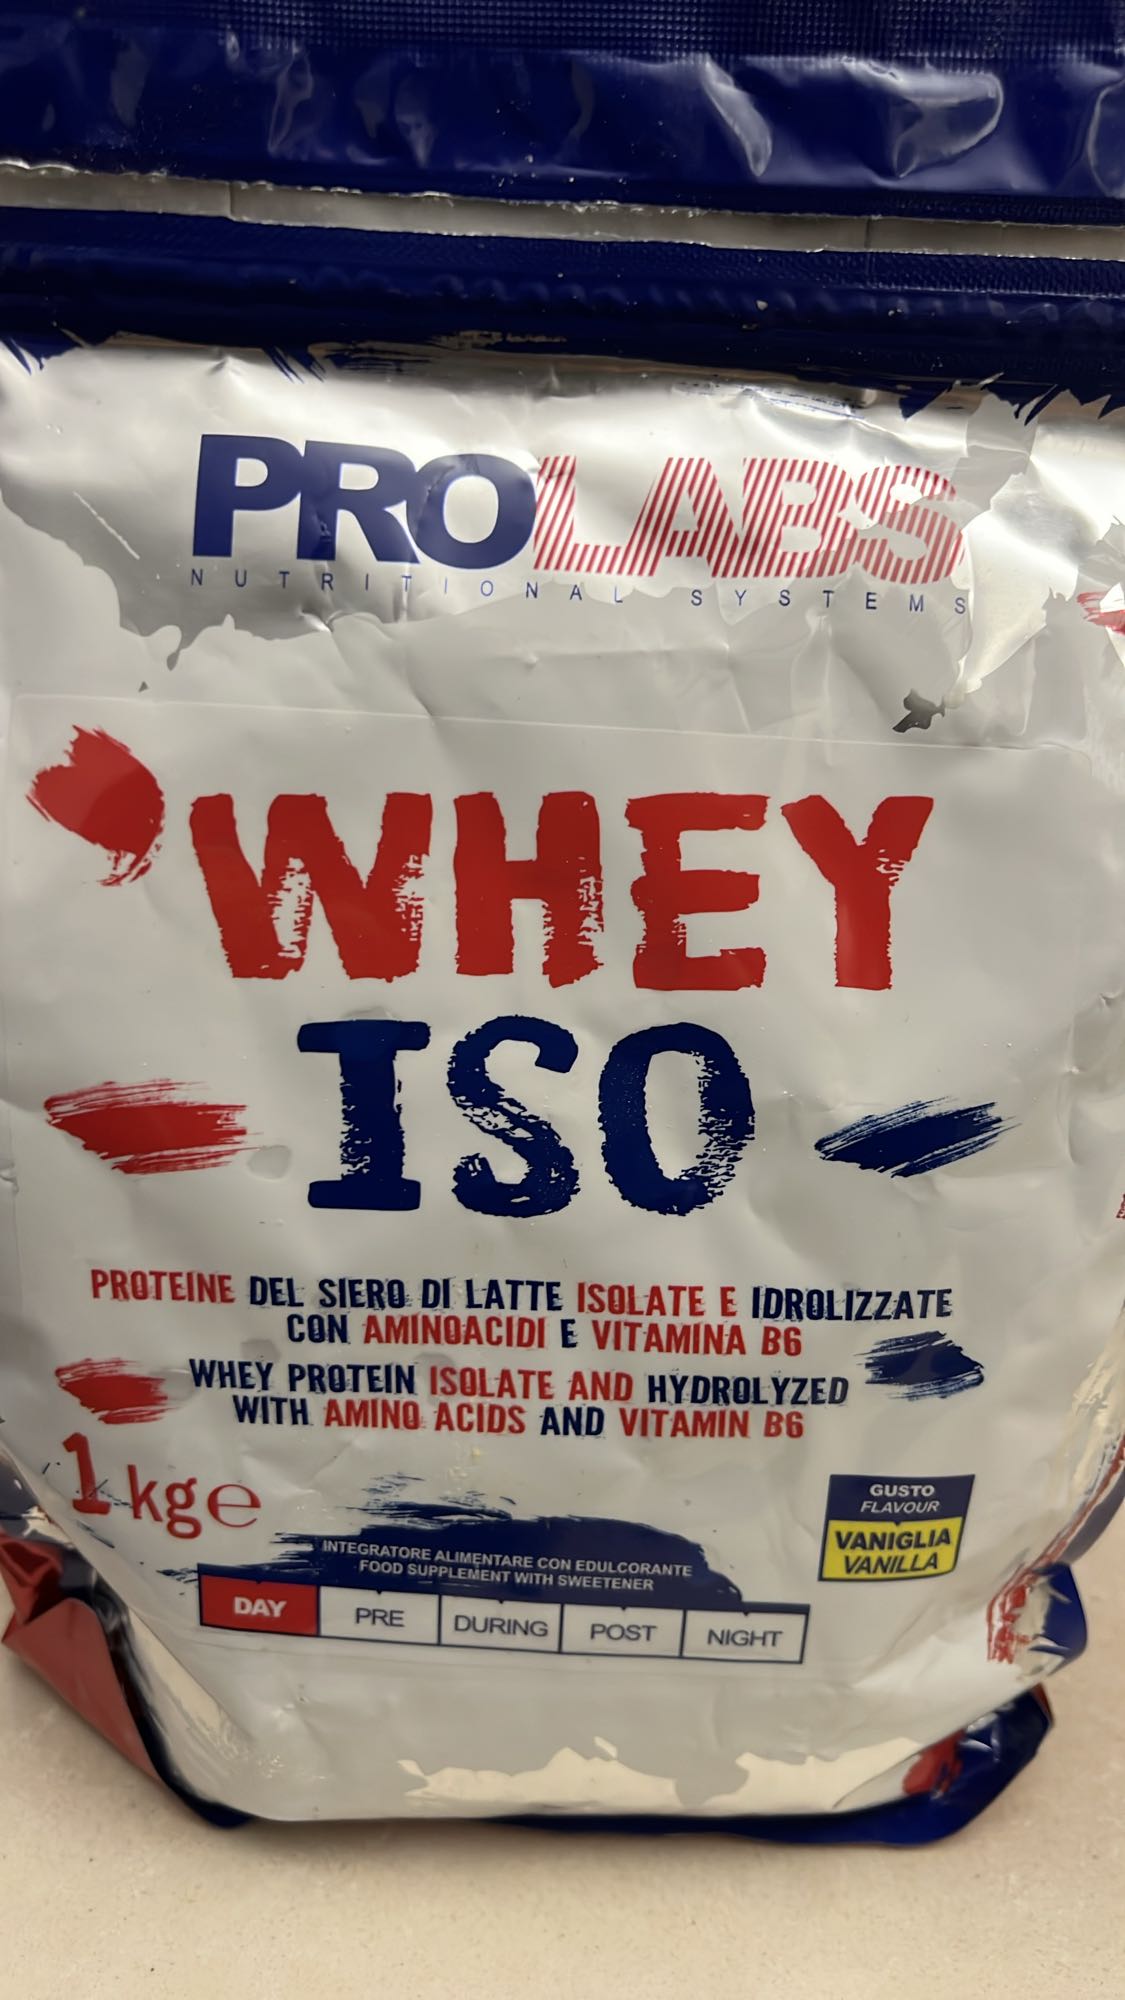 PROLABS
NUTRITIONAL SYSTEMS
WHEY
ISO
PROTEINE DEL SIERO DI LATTE ISOLATE E IDROLIZZATE
CON AMINOACIDI E VITAMINA B6
WHEY PROTEIN ISOLATE AND HYDROLYZED
WITH AMINO ACIDS AND VITAMIN B6
1 kg ℮
GUSTO
FLAVOUR
VANIGLIA
VANILLA
INTEGRATORE ALIMENTARE CON EDULCORANTE
FOOD SUPPLEMENT WITH SWEETENER
DAY PRE DURING POST NIGHT